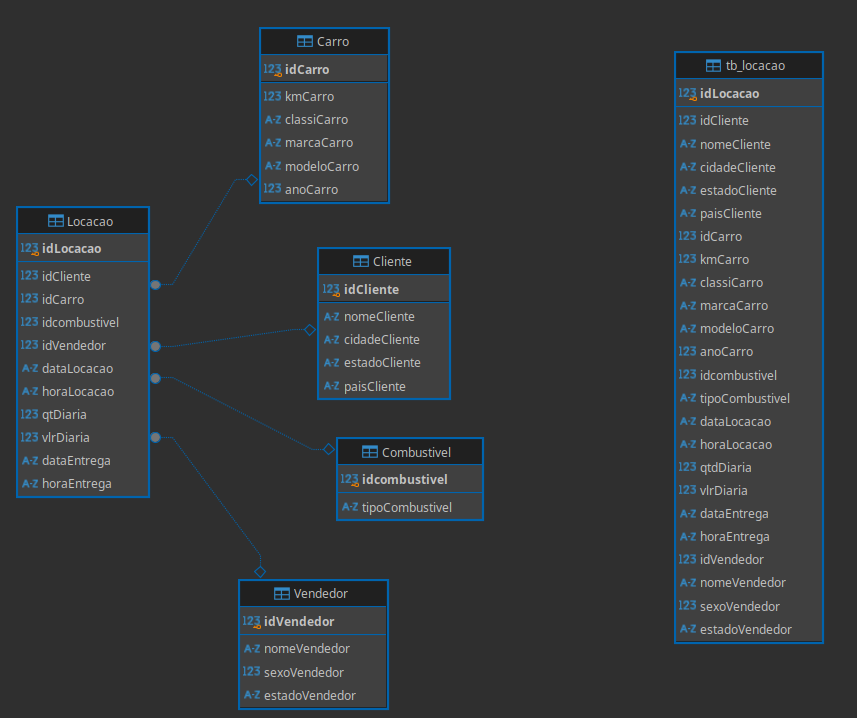 Carro
123 idCarro
123 kmCarro
A-Z classiCarro
A-Z marcaCarro
A-Z modeloCarro
123 anoCarro
Locacao
123 idLocacao
123 idCliente
123 idCarro
123 idcombustivel
123 idVendedor
A-Z dataLocacao
A-Z horaLocacao
123 qtDiaria
123 vlrDiaria
A-Z dataEntrega
A-Z horaEntrega
Cliente
123 idCliente
A-Z nomeCliente
A-Z cidadeCliente
A-Z estadoCliente
A-Z paisCliente
Combustivel
123 idcombustivel
A-Z tipoCombustivel
Vendedor
123 idVendedor
A-Z nomeVendedor
123 sexoVendedor
A-Z estadoVendedor
tb_locacao
123 idLocacao
123 idCliente
A-Z nomeCliente
A-Z cidadeCliente
A-Z estadoCliente
A-Z paisCliente
123 idCarro
123 kmCarro
A-Z classiCarro
A-Z marcaCarro
A-Z modeloCarro
123 anoCarro
123 idcombustivel
A-Z tipoCombustivel
A-Z dataLocacao
A-Z horaLocacao
123 qtdDiaria
123 vlrDiaria
A-Z dataEntrega
A-Z horaEntrega
123 idVendedor
A-Z nomeVendedor
123 sexoVendedor
A-Z estadoVendedor